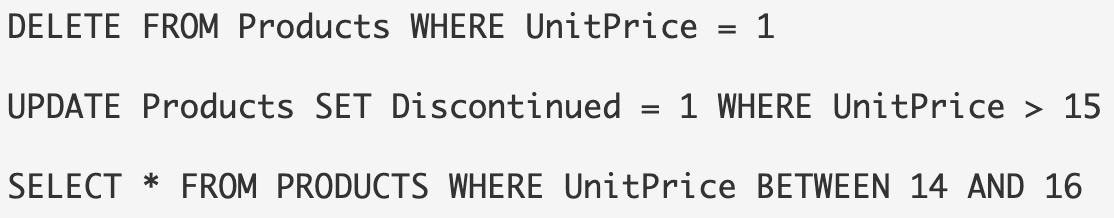 DELETE FROM Products WHERE UnitPrice = 1
UPDATE Products SET Discontinued = 1 WHERE UnitPrice > 15
SELECT * FROM PRODUCTS WHERE UnitPrice BETWEEN 14 AND 16